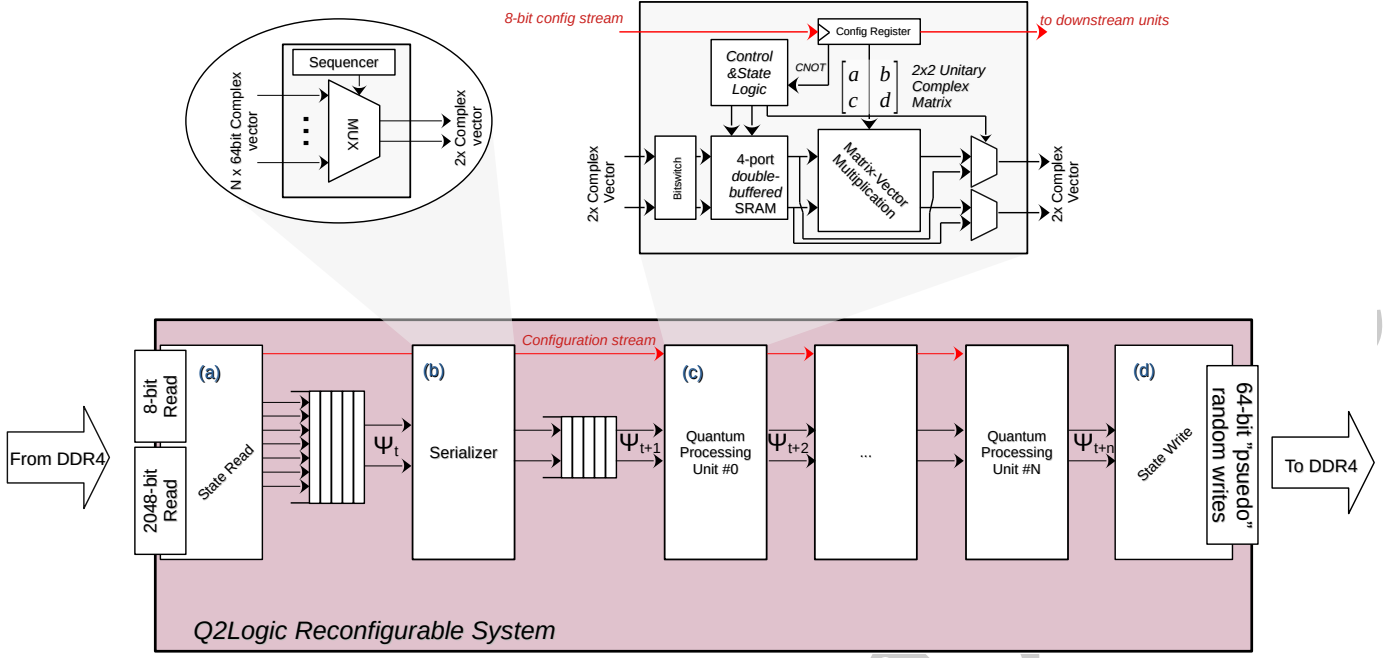 8-bit config stream
to downstream units
Config Register
Sequencer
MUX
N x 64bit Complex
vector
2x Complex
vector
Control
&State
Logic
CNOT
a b
c d
2x2 Unitary
Complex
Matrix
2x Complex
Vector
Bitswitch
4-port
double-
buffered
SRAM
Matrix-Vector
Multiplication
2x Complex
Vector
Configuration stream
From DDR4
8-bit
Read
2048-bit
Read
(a)
State Read
Ψt
(b)
Serializer
Ψt+1
(c)
Quantum
Processing
Unit #0
Ψt+2
...
Quantum
Processing
Unit #N
Ψt+n
(d)
State Write
64-bit "psuedo"
random writes
To DDR4
Q2Logic Reconfigurable System